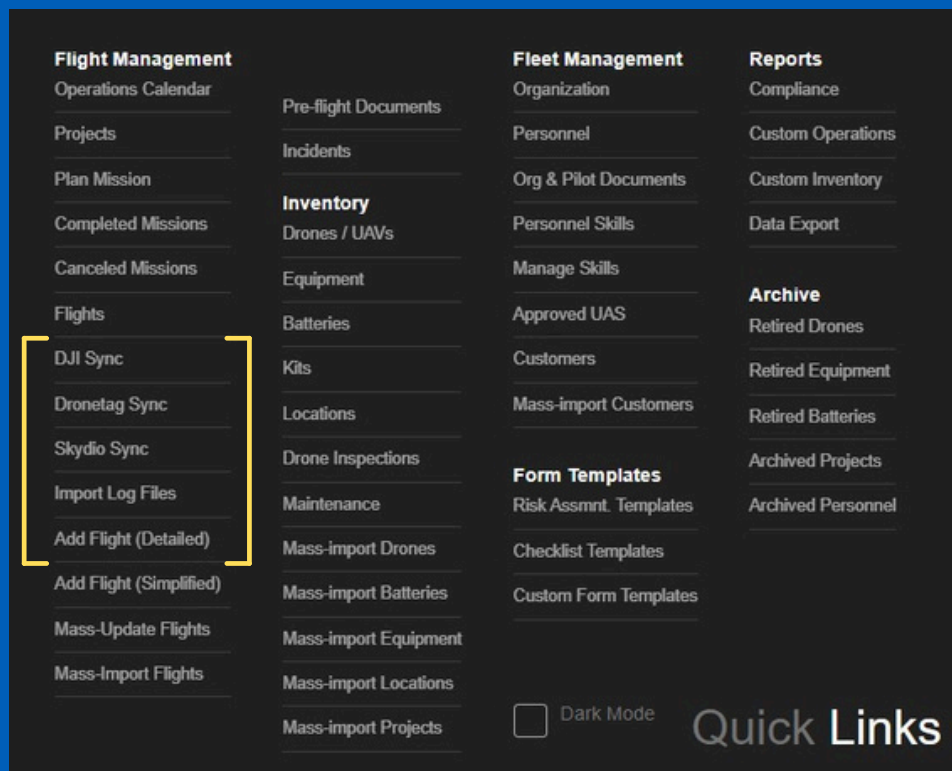 Flight Management
Operations Calendar
Projects
Plan Mission
Completed Missions
Canceled Missions
Flights
DJI Sync
Dronetag Sync
Skydio Sync
Import Log Files
Add Flight (Detailed)
Add Flight (Simplified)
Mass-Update Flights
Mass-Import Flights
Pre-flight Documents
Incidents
Inventory
Drones / UAVs
Equipment
Batteries
Kits
Locations
Drone Inspections
Maintenance
Mass-import Drones
Mass-import Batteries
Mass-import Equipment
Mass-import Locations
Mass-import Projects
Fleet Management
Organization
Personnel
Org & Pilot Documents
Personnel Skills
Manage Skills
Approved UAS
Customers
Mass-import Customers
Form Templates
Risk Assmnt. Templates
Checklist Templates
Custom Form Templates
Reports
Compliance
Custom Operations
Custom Inventory
Data Export
Archive
Retired Drones
Retired Equipment
Retired Batteries
Archived Projects
Archived Personnel
Dark Mode
Quick Links